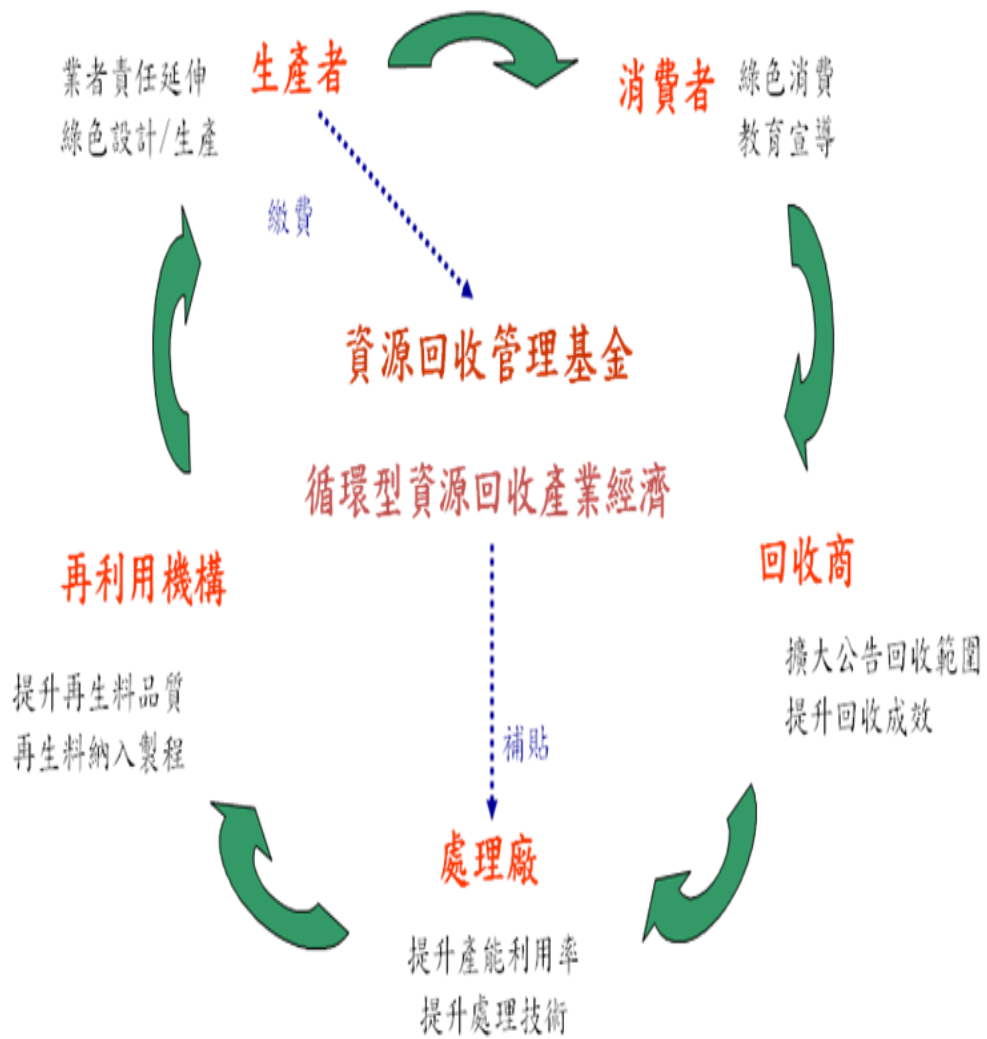 生產者
業者責任延伸
綠色設計/生產
消費者
綠色消費
教育宣導
繳費
資源回收管理基金
循環型資源回收產業經濟
再利用機構
提升再生料品質
再生料納入製程
回收商
擴大公告回收範圍
提升回收成效
補貼
處理廠
提升產能利用率
提升處理技術